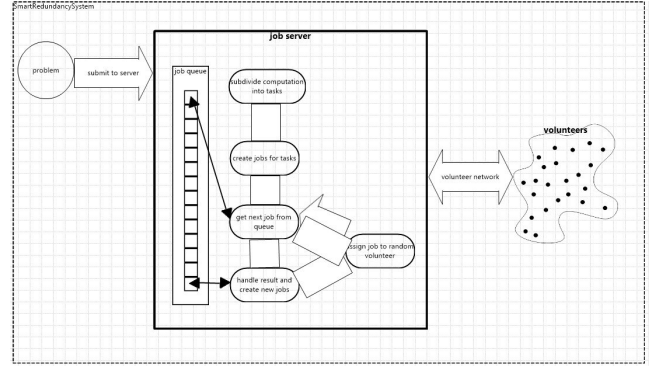 SmartRedundancySystem
job server
problem
submit to server
job queue
subdivide computation
into tasks
create jobs for tasks
get next job from
queue
ssign job to random
volunteer
handle result and
create new jobs
volunteer network
volunteers